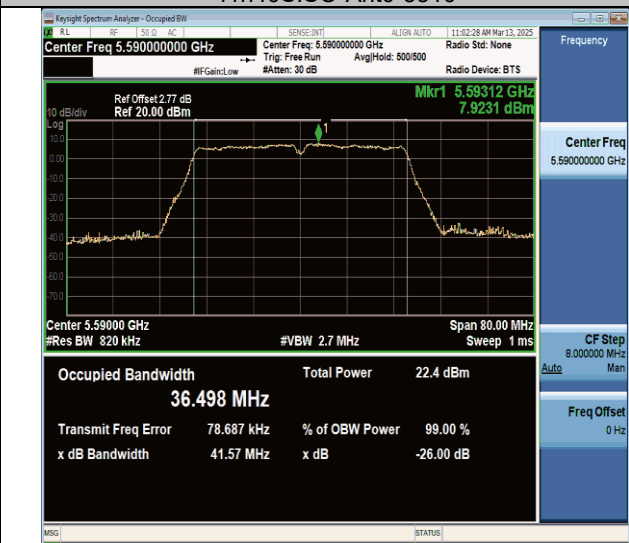 Keysight Spectrum Analyzer - Occupied BW
RL RF 50 Ω AC SENSE:INT ALIGN AUTO 11:02:28 AM Mar 13, 2025
Center Freq 5.590000000 GHz
Center Freq: 5.590000000 GHz Radio Std: None
Trig: Free Run Avg|Hold: 500/500
#IFGain:Low #Atten: 30 dB Radio Device: BTS
Frequency
Mkr1 5.59312 GHz
7.9231 dBm
Ref Offset 2.77 dB
10 dB/div Ref 20.00 dBm
Log
10.0
0.00
-10.0
-20.0
-30.0
-40.0
-50.0
-60.0
-70.0
1
Center 5.59000 GHz Span 80.00 MHz
#Res BW 820 kHz #VBW 2.7 MHz Sweep 1 ms
Occupied Bandwidth Total Power 22.4 dBm
36.498 MHz
Transmit Freq Error 78.687 kHz % of OBW Power 99.00 %
x dB Bandwidth 41.57 MHz x dB -26.00 dB
Center Freq
5.590000000 GHz
CF Step
8.000000 MHz
Auto Man
Freq Offset
0 Hz
MSG STATUS